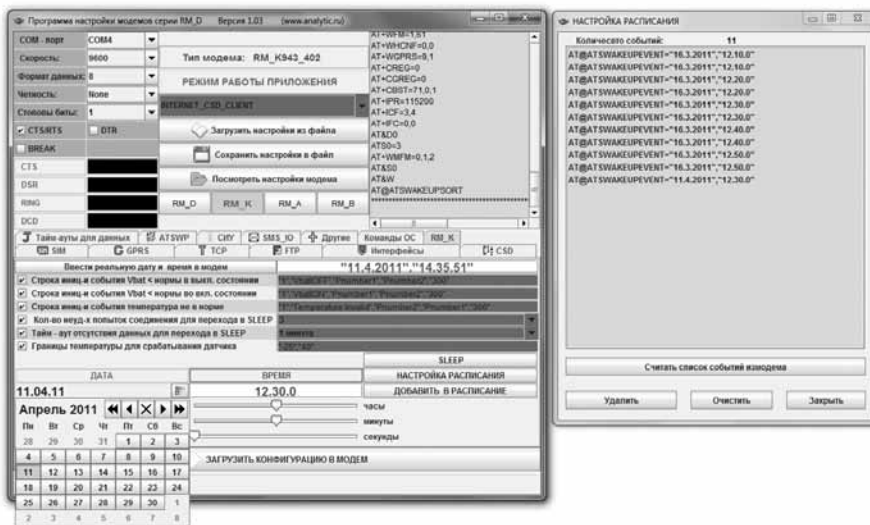 Программа настройки модемов серии RM_D Версия 1.03 (www.analytic.ru)
COM - порт COM4
Скорость: 9600
Формат данных: 8
Четность: None
Стоповы биты: 1
CTS/RTS DTR
BREAK
CTS
DSR
RING
DCD
Тип модема: RM_K943_402
РЕЖИМ РАБОТЫ ПРИЛОЖЕНИЯ
INTERNET_CSD_CLIENT
Загрузить настройки из файла
Сохранить настройки в файл
Посмотреть настройки модема
RM_D RM_K RM_A RM_B
AT+WFM=1,61
AT+WHCNF=0,0
AT+WGPRS=9,1
AT+CREG=0
AT+CGREG=0
AT+CBST=71,0,1
AT+IPR=115200
AT+ICF=3,4
AT+IFC=0,0
AT&D0
ATS0=3
AT+WMFM=0,1,2
AT&S0
AT&W
AT@ATSWAKEUPSORT
Тайм-ауты для данных ATSWP СИУ SMS_IO Другие Команды ОС RM_K
SIM GPRS TCP FTP Интерфейсы CSD
Ввести реальную дату и время в модем "11.4.2011","14.35.51"
Строка иниц-и события Vbat < нормы в выкл. состоянии
Строка иниц-и события Vbat < нормы во вкл. состоянии
Строка иниц-и события температура не в норме
Кол-во неуд-х попыток соединения для перехода в SLEEP 3
Тайм - аут отсутствия данных для перехода в SLEEP
Границы температуры для срабатывания датчика
SLEEP
ДАТА ВРЕМЯ НАСТРОЙКА РАСПИСАНИЯ
11.04.11 12.30.0 ДОБАВИТЬ В РАСПИСАНИЕ
Апрель 2011
Пн Вт Ср Чт Пт Сб Вс
28 29 30 31 1 2 3
4 5 6 7 8 9 10
11 12 13 14 15 16 17
18 19 20 21 22 23 24
25 26 27 28 29 30 1
2 3 4 5 6 7 8
часы
минуты
секунды
ЗАГРУЗИТЬ КОНФИГУРАЦИЮ В МОДЕМ
НАСТРОЙКА РАСПИСАНИЯ
Количесвто событий: 11
AT@ATSWAKEUPEVENT="16.3.2011","12.10.0"
AT@ATSWAKEUPEVENT="16.3.2011","12.10.0"
AT@ATSWAKEUPEVENT="16.3.2011","12.20.0"
AT@ATSWAKEUPEVENT="16.3.2011","12.20.0"
AT@ATSWAKEUPEVENT="16.3.2011","12.30.0"
AT@ATSWAKEUPEVENT="16.3.2011","12.30.0"
AT@ATSWAKEUPEVENT="16.3.2011","12.40.0"
AT@ATSWAKEUPEVENT="16.3.2011","12.40.0"
AT@ATSWAKEUPEVENT="16.3.2011","12.50.0"
AT@ATSWAKEUPEVENT="16.3.2011","12.50.0"
AT@ATSWAKEUPEVENT="11.4.2011","12.30.0"
Считать список событий измодема
Удалить Очистить Закрыть